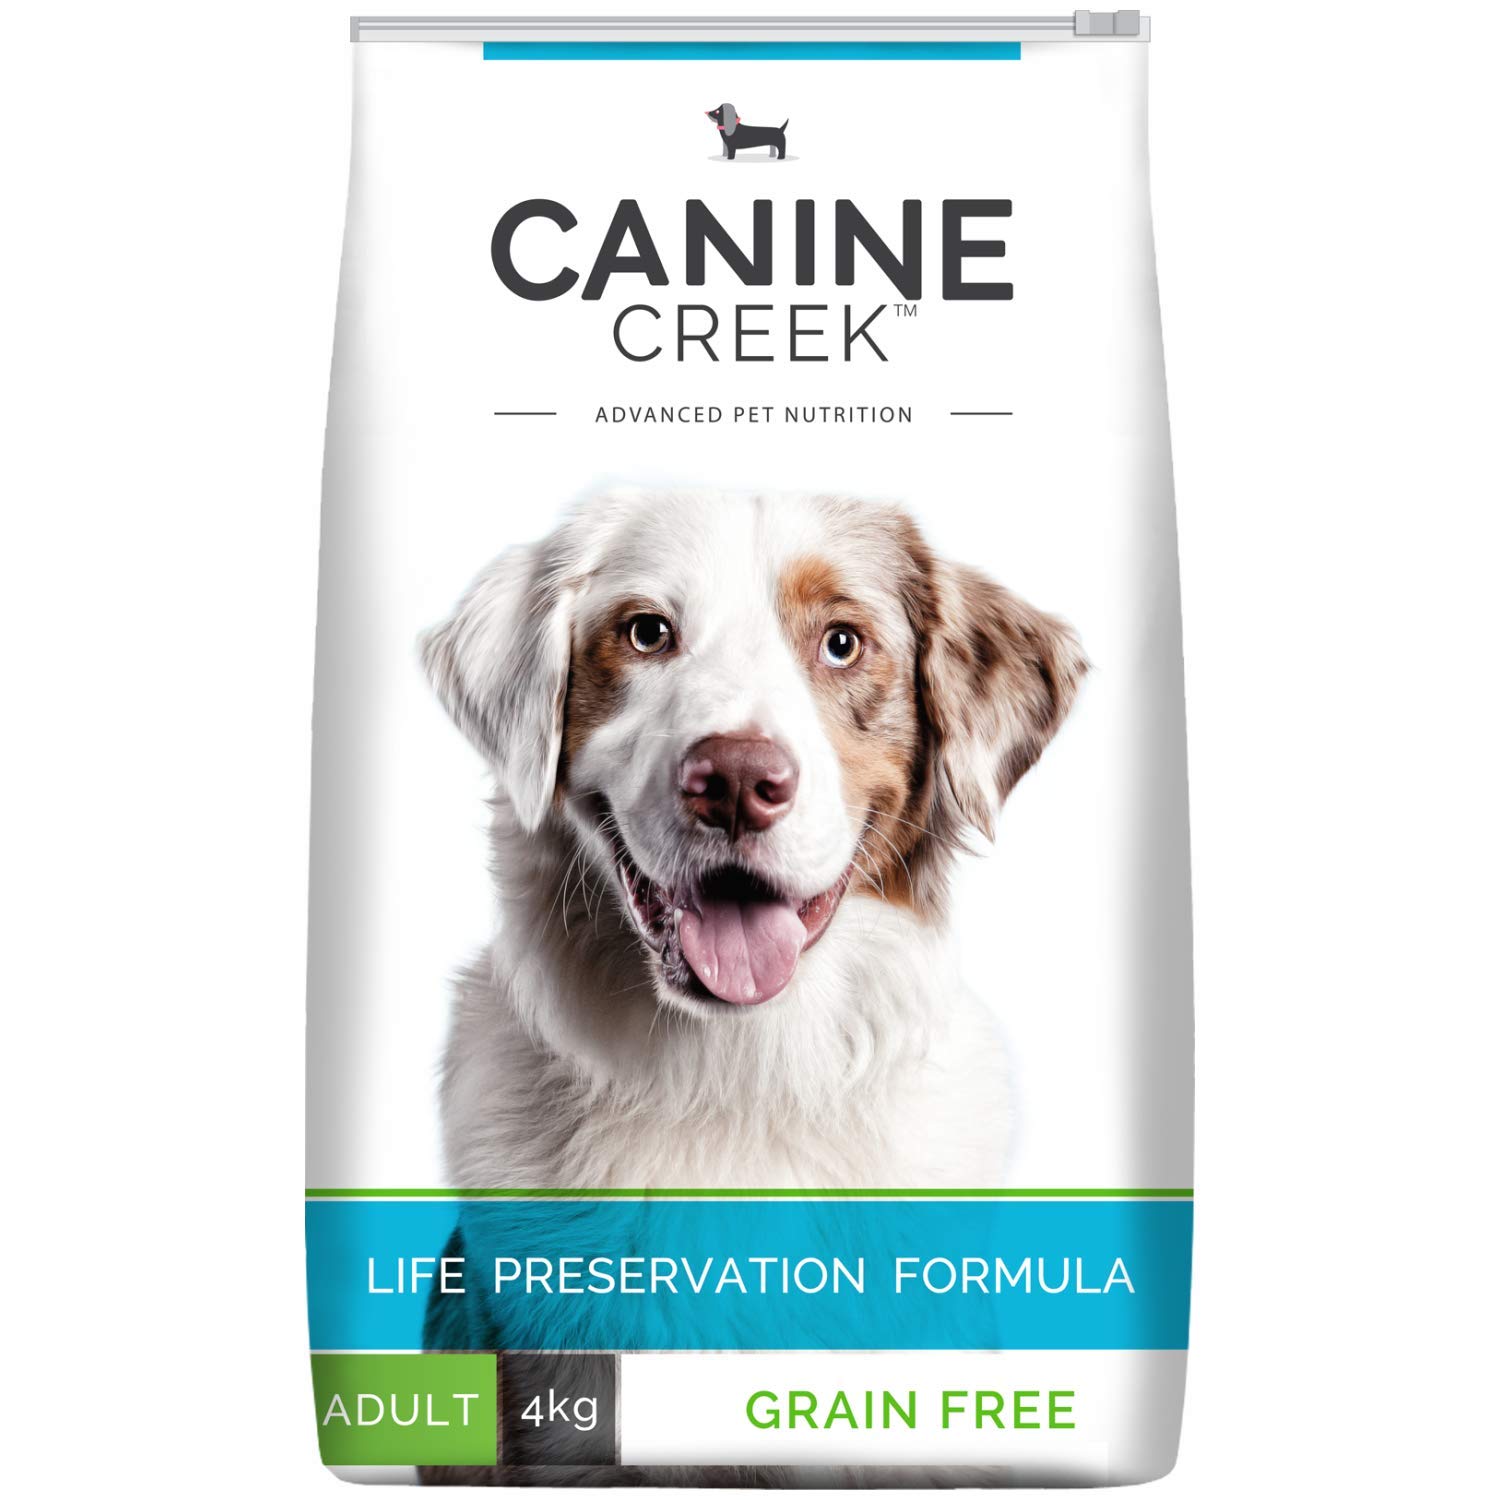 CANINE
CREEK™
ADVANCED PET NUTRITION
LIFE PRESERVATION FORMULA
ADULT 4kg GRAIN FREE